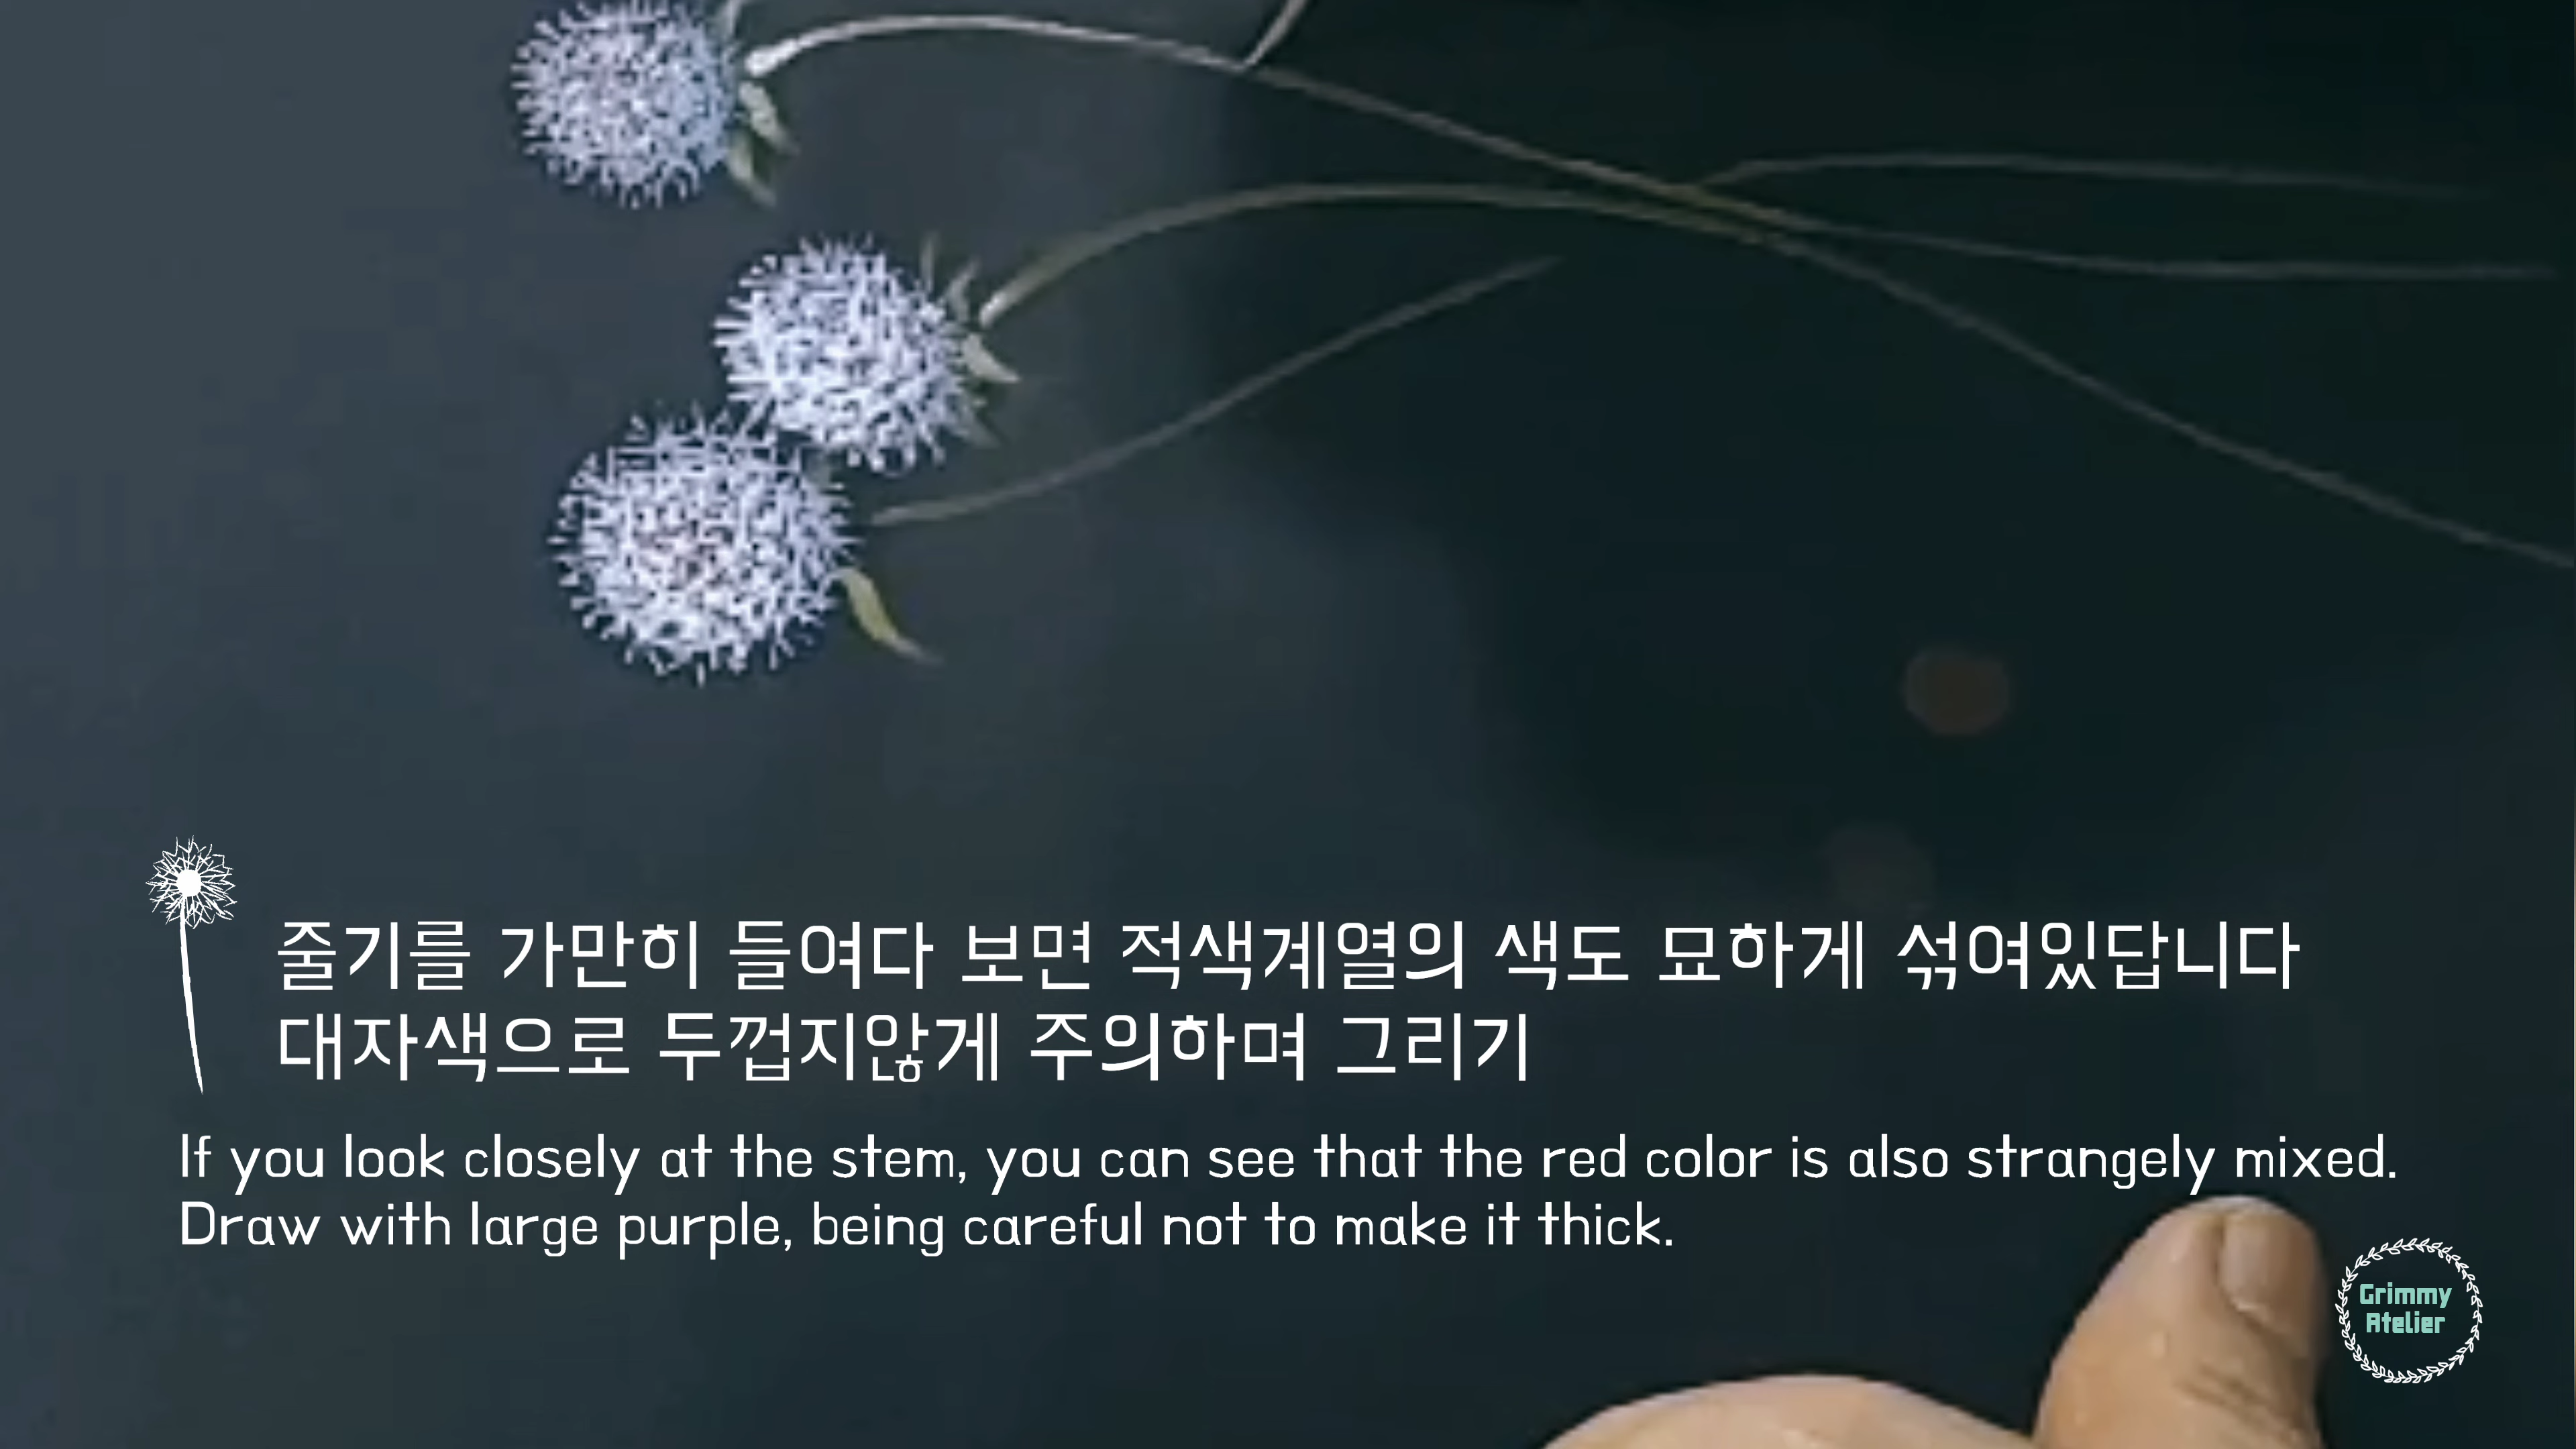 줄기를 가만히 들여다 보면 적색계열의 색도 묘하게 섞여있답니다
대자색으로 두껍지않게 주의하며 그리기
If you look closely at the stem, you can see that the red color is also strangely mixed.
Draw with large purple, being careful not to make it thick.
Grimmy
Atelier